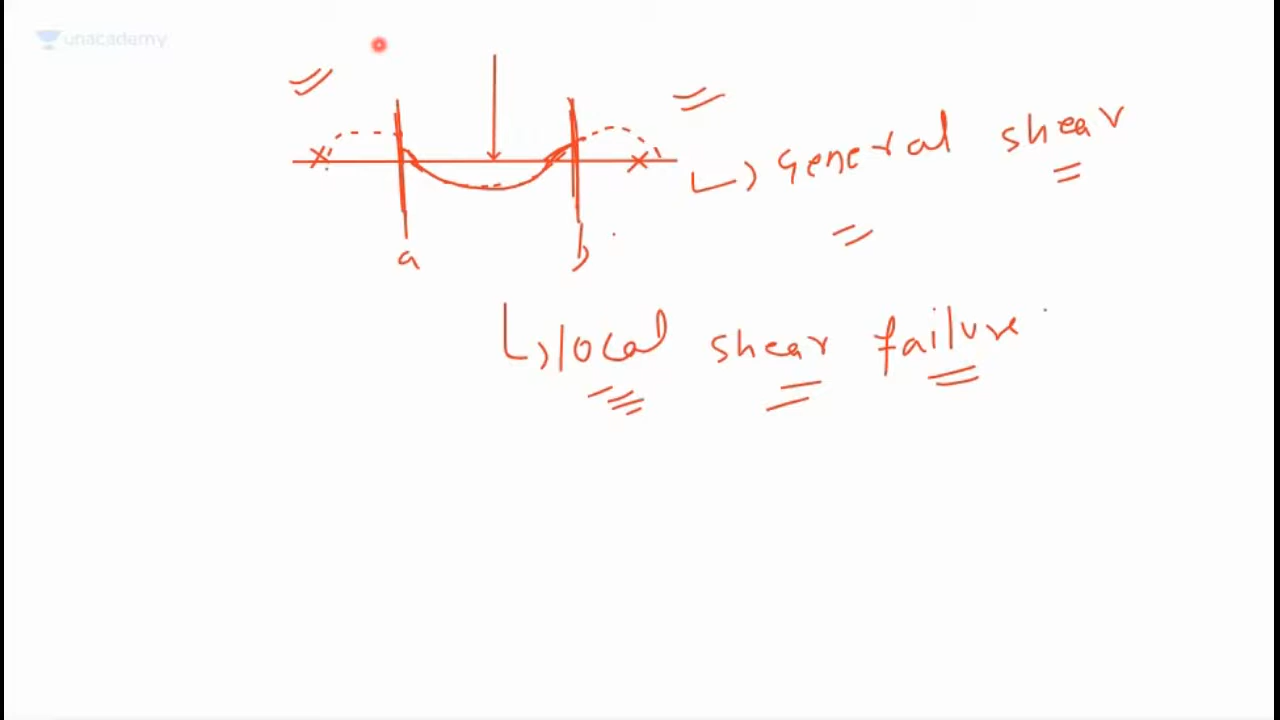 unacademy
General shear
a
b
local shear failure